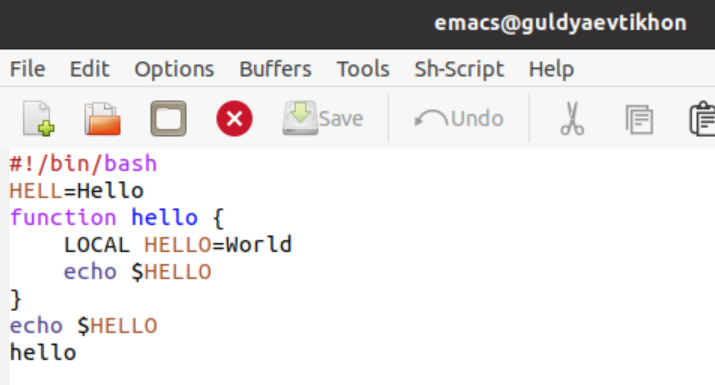 emacs@guldyaevtikhon
File Edit Options Buffers Tools Sh-Script Help
Save Undo
#!/bin/bash
HELL=Hello
function hello {
    LOCAL HELLO=World
    echo $HELLO
}
echo $HELLO
hello